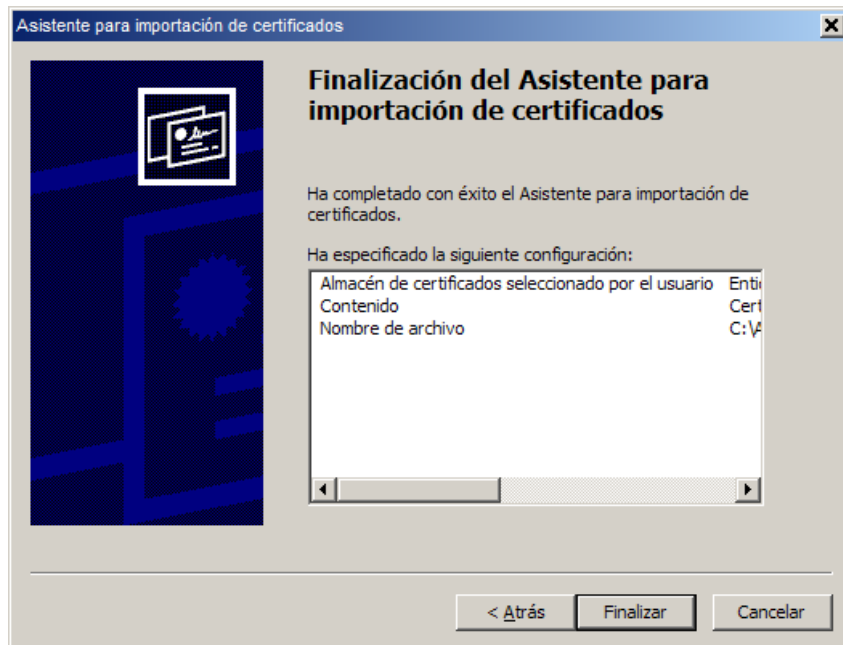 Asistente para importación de certificados
Finalización del Asistente para
importación de certificados
Ha completado con éxito el Asistente para importación de
certificados.
Ha especificado la siguiente configuración:
Almacén de certificados seleccionado por el usuario Enti
Contenido Cert
Nombre de archivo C:\A
< Atrás Finalizar Cancelar